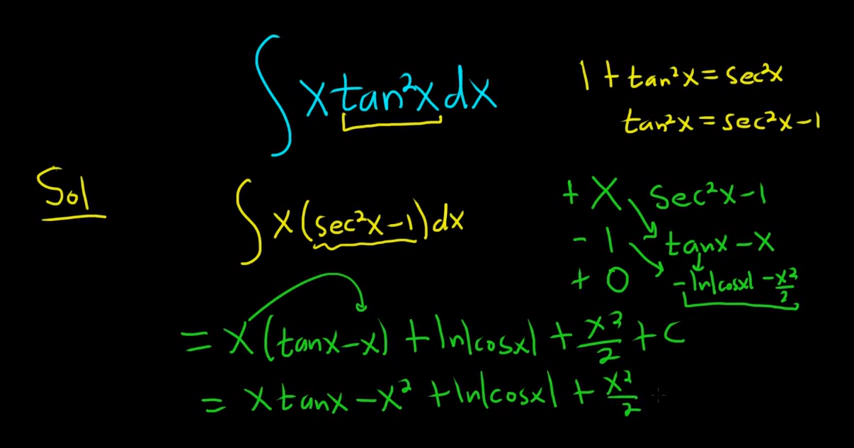 ∫ x tan²x dx
1 + tan²x = sec²x
tan²x = sec²x − 1
Sol
∫ x (sec²x − 1) dx
+ x sec²x − 1
− 1 tanx − x
+ 0 −ln|cosx| − x²/2
= x (tanx − x) + ln|cosx| + x²/2 + C
= x tanx − x² + ln|cosx| + x²/2